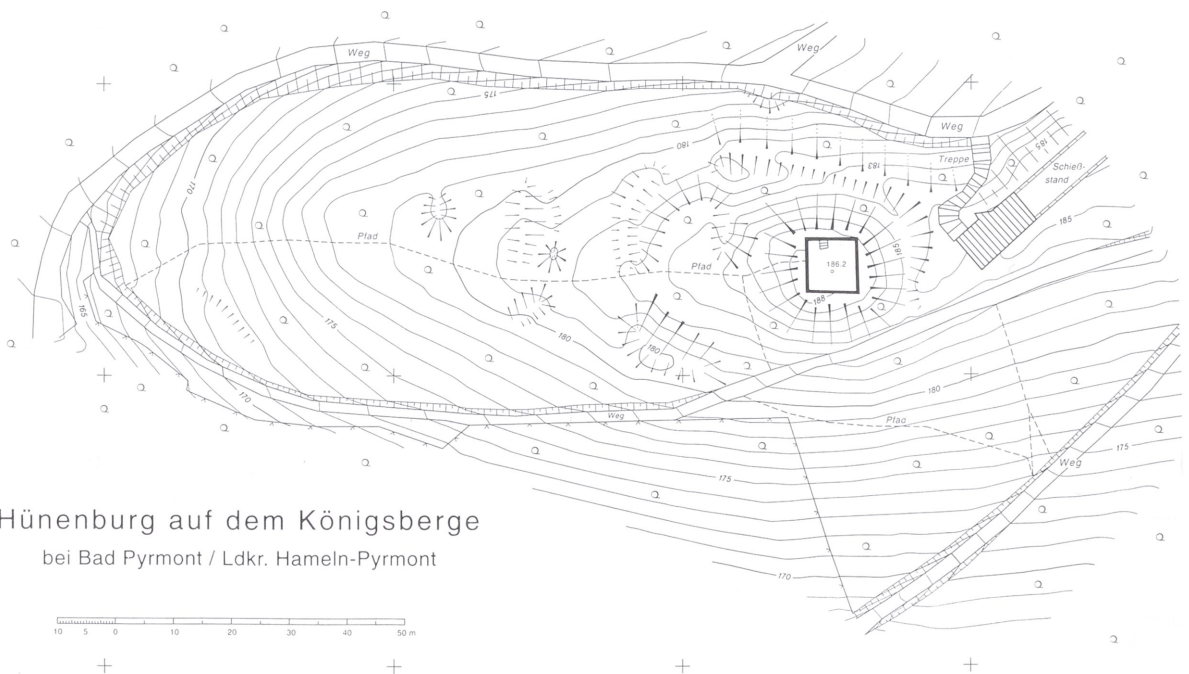 Weg
Weg
175
Weg
180
183
Treppe
185
Schieß-
stand
170
185
Pfad
Pfad
185
186.2
188
165
175
180
180
180
170
Weg
Pfad
175
Weg
175
170
Hünenburg auf dem Königsberge
bei Bad Pyrmont / Ldkr. Hameln-Pyrmont
10 5 0 10 20 30 40 50 m